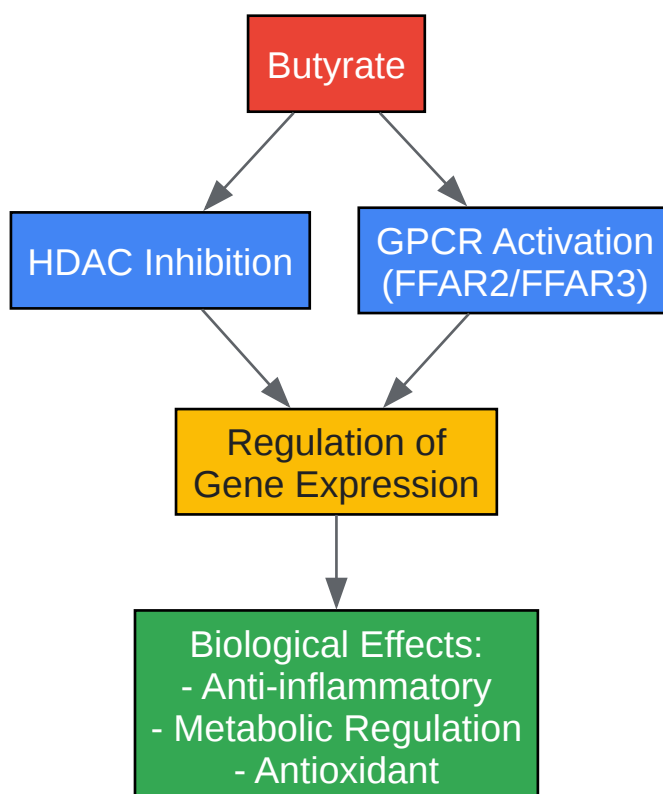 Butyrate
HDAC Inhibition
GPCR Activation
(FFAR2/FFAR3)
Regulation of
Gene Expression
Biological Effects:
- Anti-inflammatory
- Metabolic Regulation
- Antioxidant